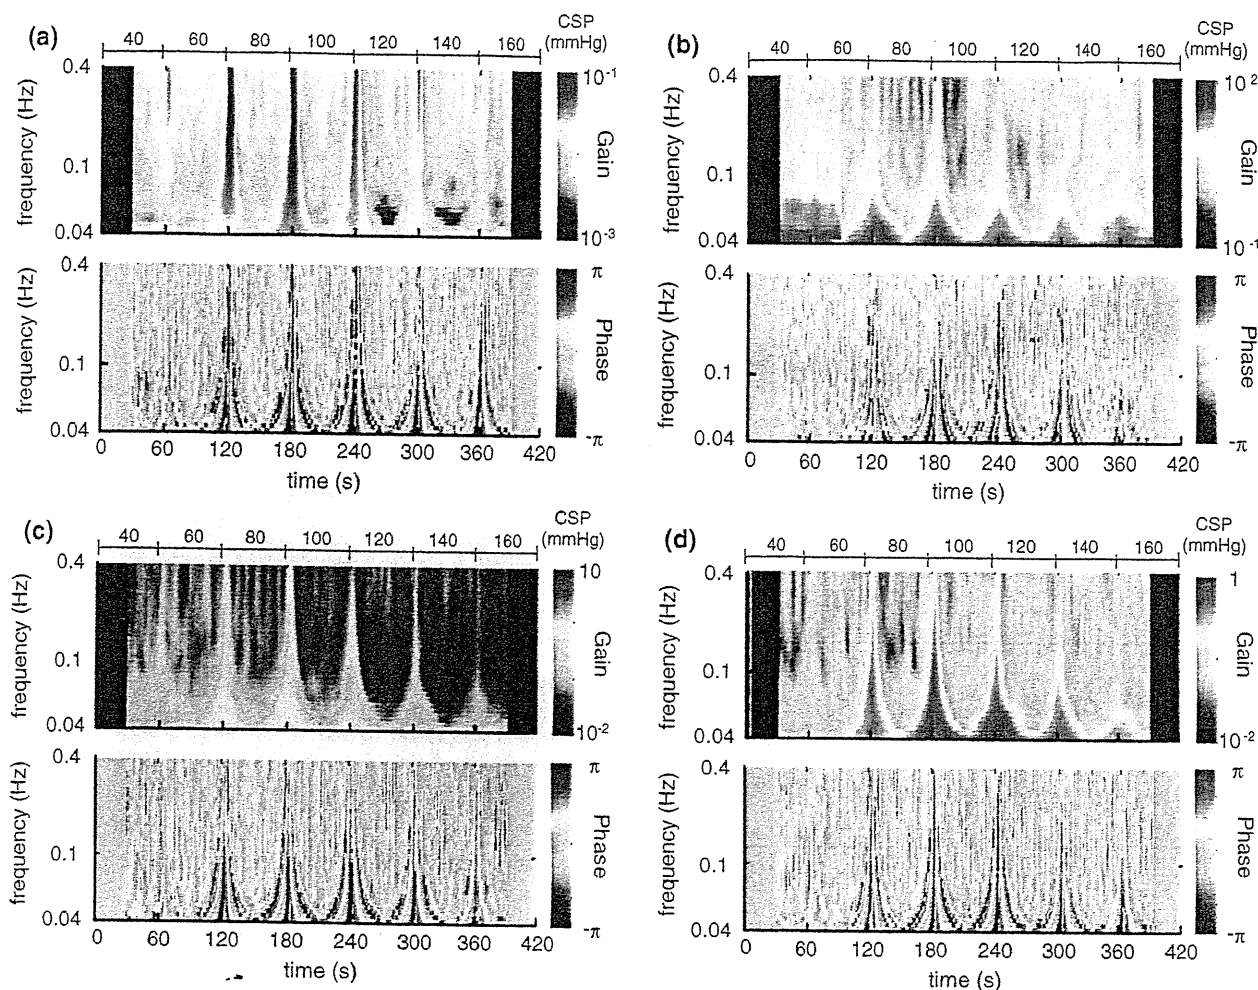 (a)
CSP
40 60 80 100 120 140 160 (mmHg)
0.4
0.1
0.04
frequency (Hz)
10-1
10-3
Gain
0.4
0.1
0.04
frequency (Hz)
π
-π
Phase
0 60 120 180 240 300 360 420
time (s)
(b)
CSP
40 60 80 100 120 140 160 (mmHg)
0.4
0.1
0.04
frequency (Hz)
10 2
10-1
Gain
0.4
0.1
0.04
frequency (Hz)
π
-π
Phase
0 60 120 180 240 300 360 420
time (s)
(c)
CSP
40 60 80 100 120 140 160 (mmHg)
0.4
0.1
0.04
frequency (Hz)
10
10-2
Gain
0.4
0.1
0.04
frequency (Hz)
π
-π
Phase
0 60 120 180 240 300 360 420
time (s)
(d)
CSP
40 60 80 100 120 140 160 (mmHg)
0.4
0.1
0.04
frequency (Hz)
1
10-2
Gain
0.4
0.1
0.04
frequency (Hz)
π
-π
Phase
0 60 120 180 240 300 360 420
time (s)